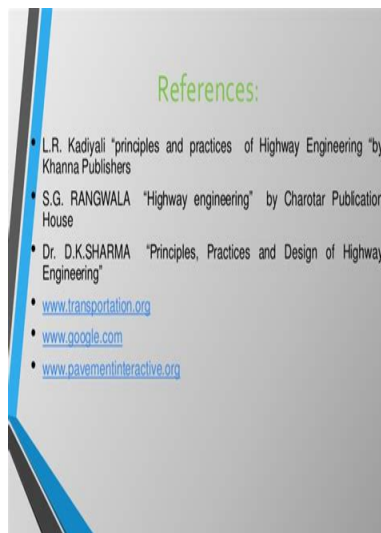 References:
• L.R. Kadiyali “principles and practices of Highway Engineering “by
Khanna Publishers
• S.G. RANGWALA “Highway engineering” by Charotar Publication
House
• Dr. D.K.SHARMA “Principles, Practices and Design of Highway
Engineering”
• www.transportation.org
• www.google.com
• www.pavementinteractive.org